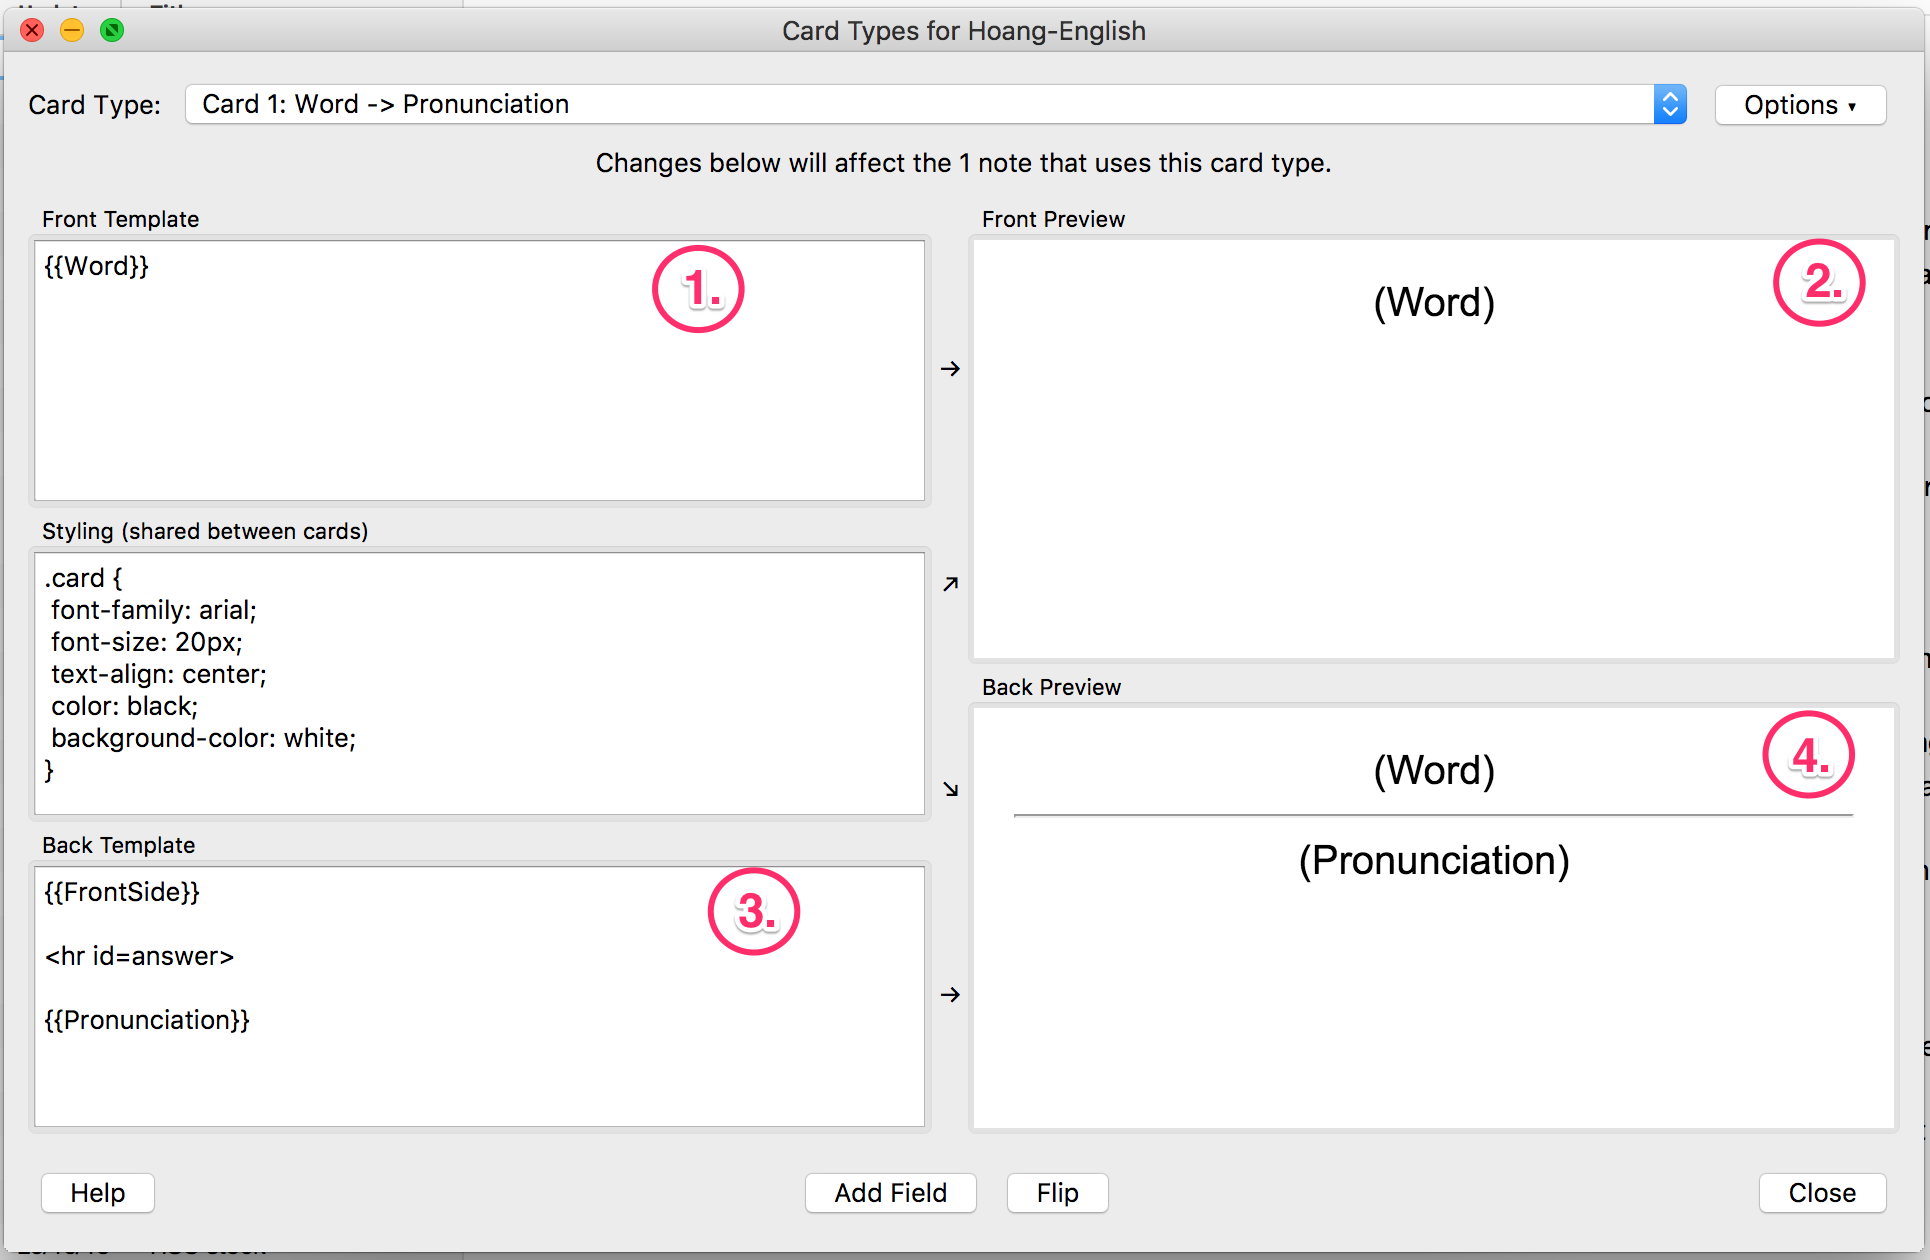 Card Types for Hoang-English
Card Type: Card 1: Word -> Pronunciation Options ▾
Changes below will affect the 1 note that uses this card type.
Front Template
{{Word}}
1.
Styling (shared between cards)
.card {
font-family: arial;
font-size: 20px;
text-align: center;
color: black;
background-color: white;
}
Back Template
{{FrontSide}}
3.
<hr id=answer>
{{Pronunciation}}
→
↗
↘
→
Front Preview
(Word)
2.
Back Preview
(Word)
4.
(Pronunciation)
Help Add Field Flip Close